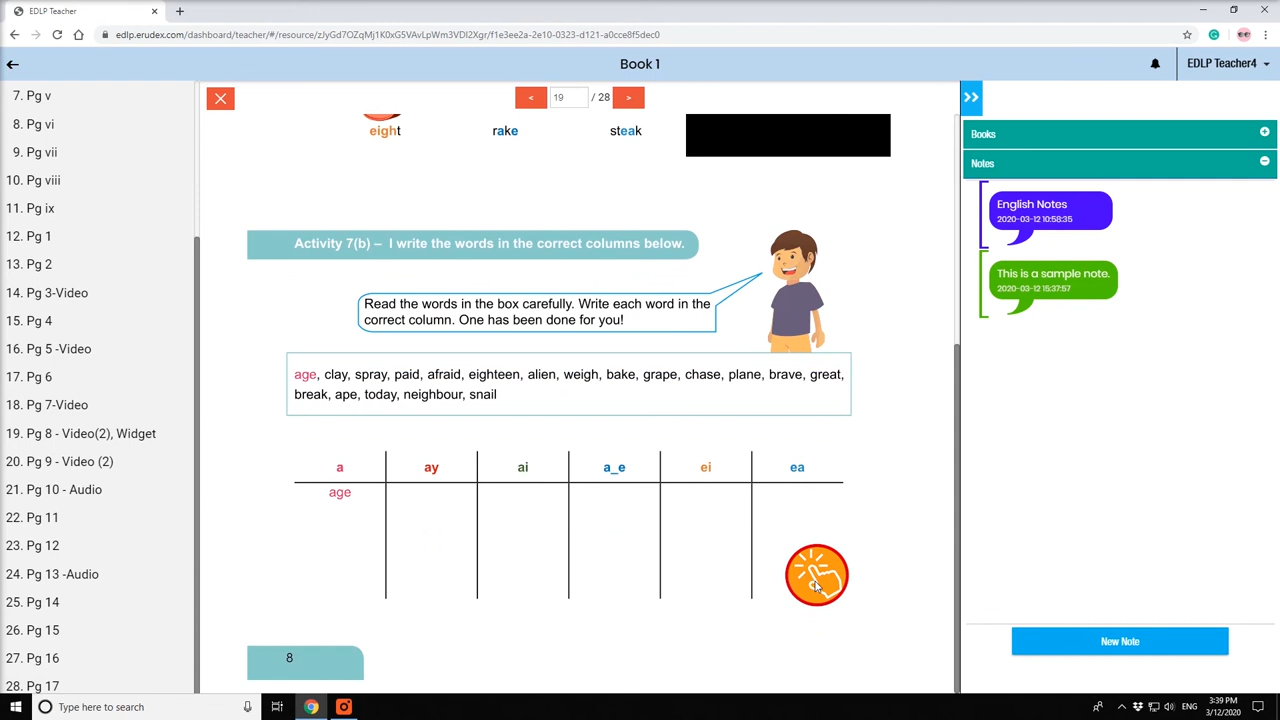 EDLP Teacher
edlp.erudex.com/dashboard/teacher/#/resource/zJyGd7OZqMj1K0xG5VAvLpWm3VDl2Xgr/f1e3ee2a-2e10-0323-d121-a0cce8f5dec0
Book 1
EDLP Teacher4
7. Pg v
8. Pg vi
9. Pg vii
10. Pg viii
11. Pg ix
12. Pg 1
13. Pg 2
14. Pg 3-Video
15. Pg 4
16. Pg 5 -Video
17. Pg 6
18. Pg 7-Video
19. Pg 8 - Video(2), Widget
20. Pg 9 - Video (2)
21. Pg 10 - Audio
22. Pg 11
23. Pg 12
24. Pg 13 -Audio
25. Pg 14
26. Pg 15
27. Pg 16
28. Pg 17
< 19 / 28 >
eight rake steak
Activity 7(b) – I write the words in the correct columns below.
Read the words in the box carefully. Write each word in the
correct column. One has been done for you!
age, clay, spray, paid, afraid, eighteen, alien, weigh, bake, grape, chase, plane, brave, great,
break, ape, today, neighbour, snail
a ay ai a_e ei ea
age
8
Books
Notes
English Notes
2020-03-12 10:58:35
This is a sample note.
2020-03-12 15:37:57
New Note
Type here to search
ENG
3:39 PM
3/12/2020